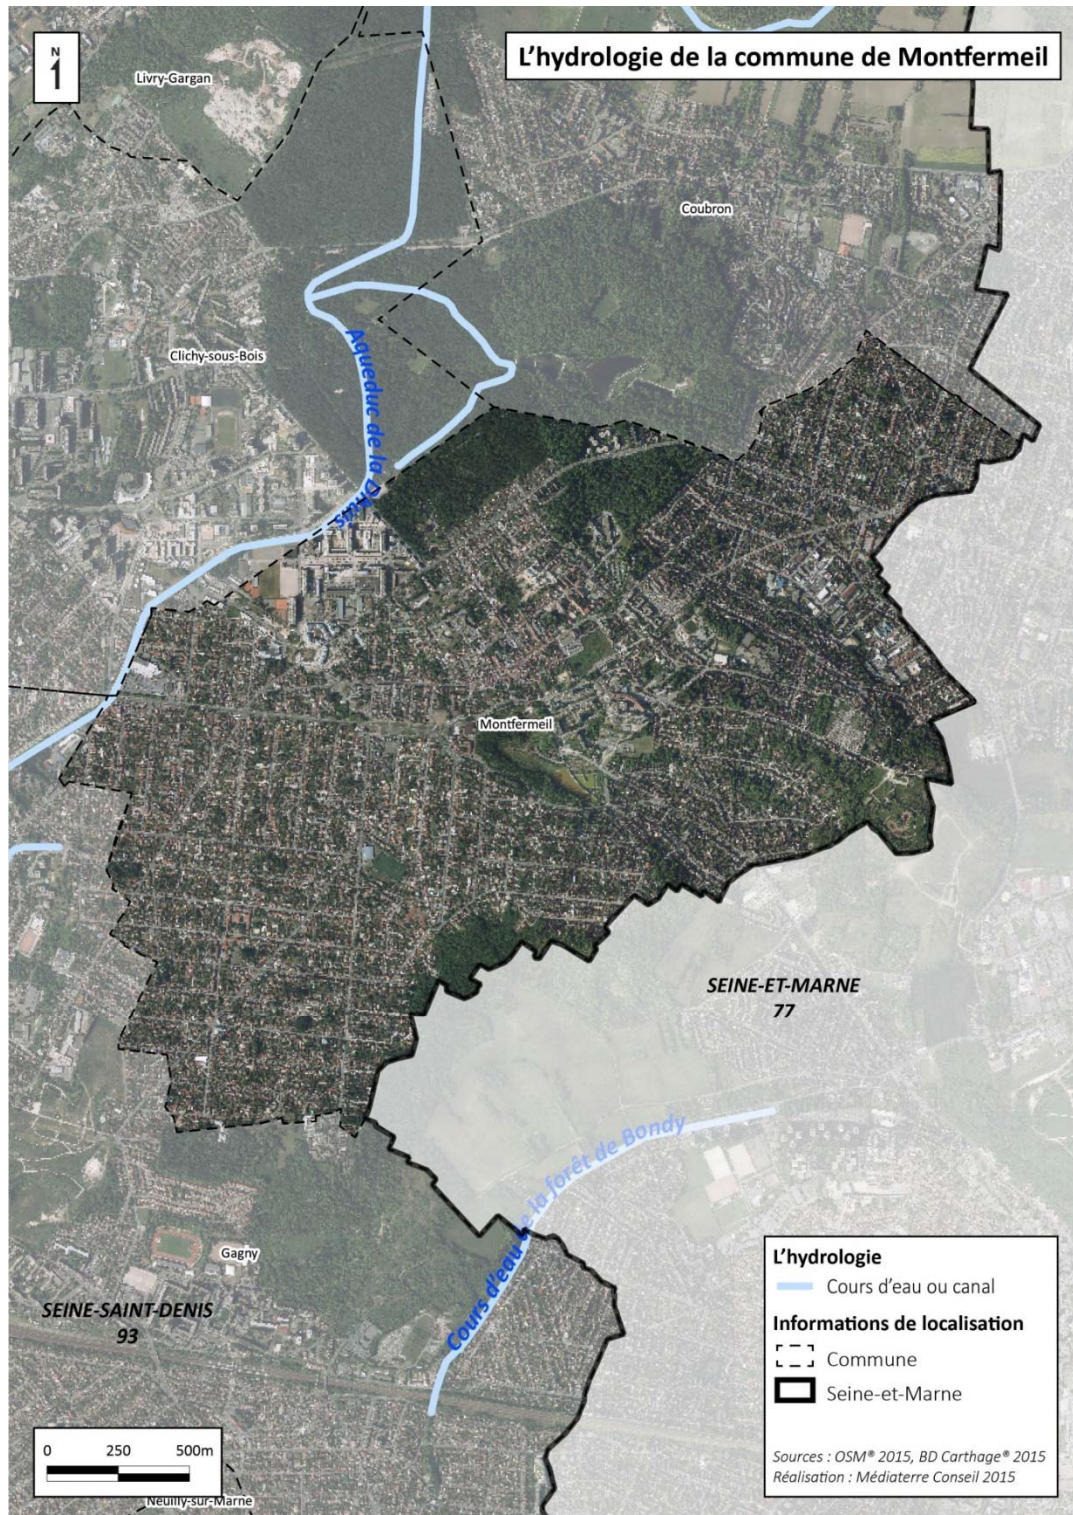 L'hydrologie de la commune de Montfermeil
N
1
Livry-Gargan
Coubron
Clichy-sous-Bois
Aqueduc de la Dhuis
Montfermeil
SEINE-ET-MARNE
77
Cours d'eau de la forêt de Bondy
Gagny
SEINE-SAINT-DENIS
93
L'hydrologie
Cours d'eau ou canal
Informations de localisation
Commune
Seine-et-Marne
Sources : OSM® 2015, BD Carthage® 2015
Réalisation : Médiaterre Conseil 2015
0 250 500m
Neuilly-sur-Marne